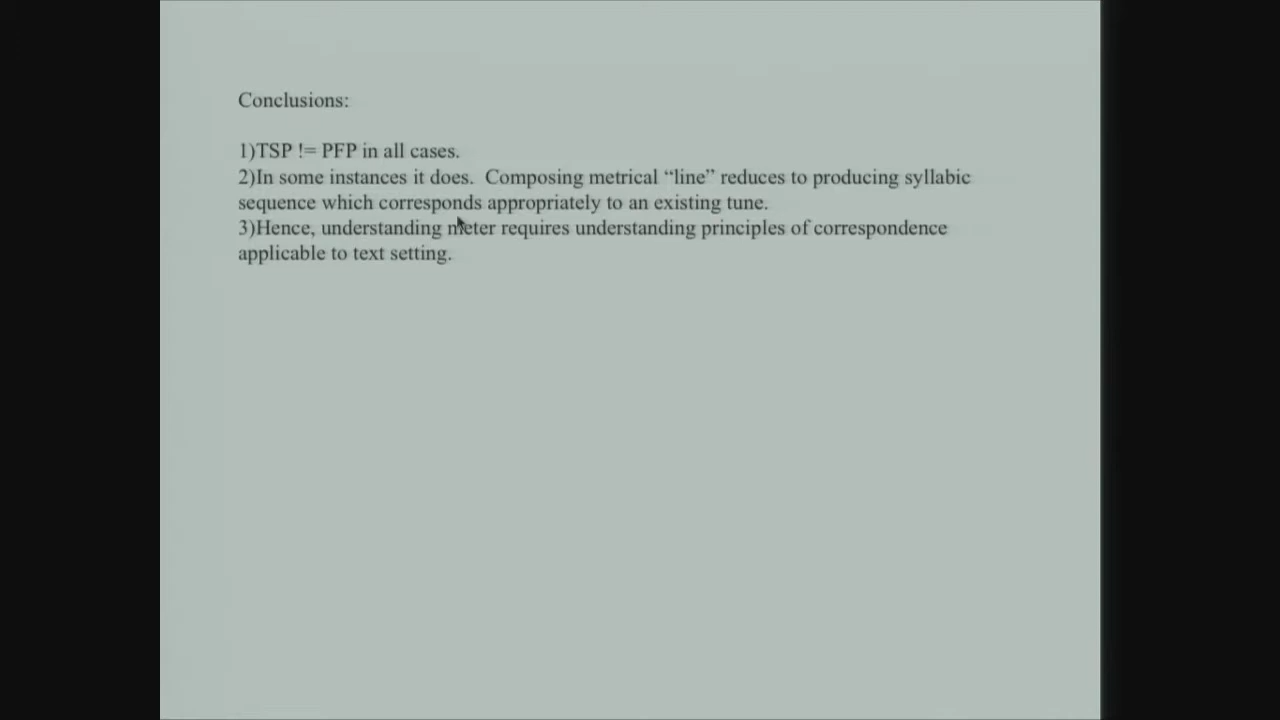 Conclusions:
1)TSP != PFP in all cases.
2)In some instances it does.  Composing metrical “line” reduces to producing syllabic
sequence which corresponds appropriately to an existing tune.
3)Hence, understanding meter requires understanding principles of correspondence
applicable to text setting.